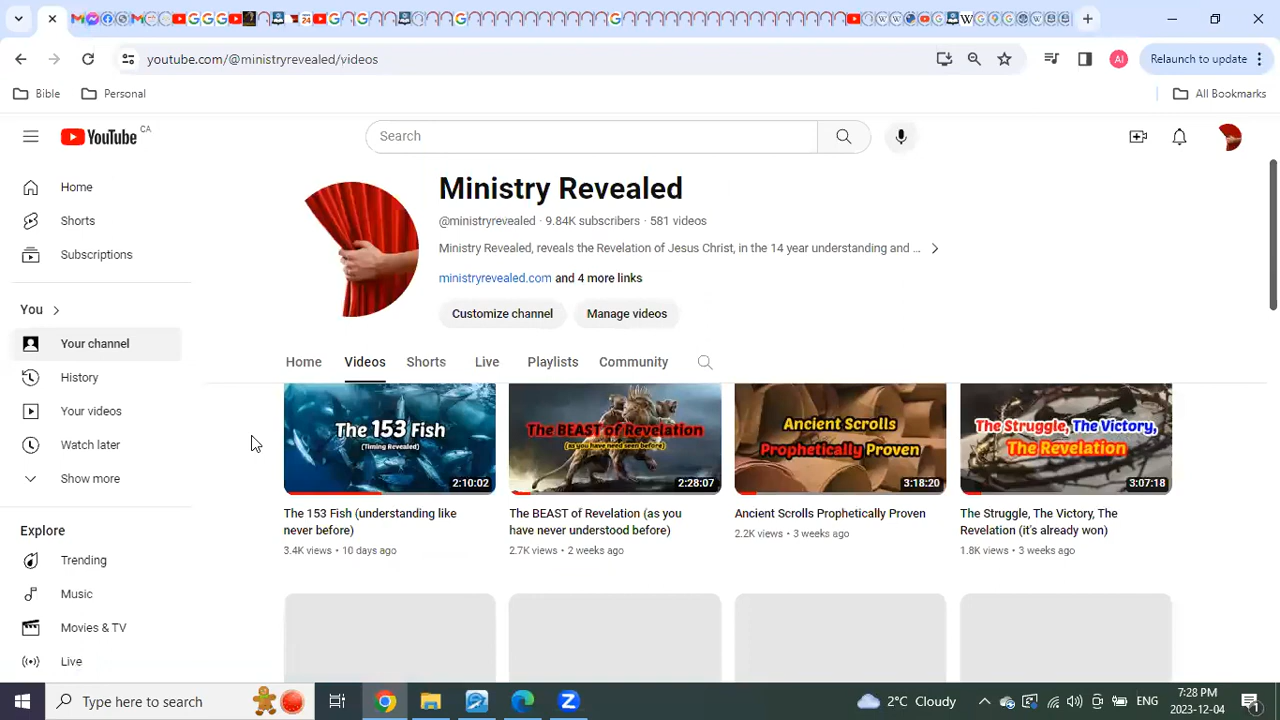 youtube.com/@ministryrevealed/videos
AI
Relaunch to update
Bible
Personal
All Bookmarks
YouTube CA
Search
Home
Shorts
Subscriptions
You
Your channel
History
Your videos
Watch later
Show more
Explore
Trending
Music
Movies & TV
Live
Ministry Revealed
@ministryrevealed · 9.84K subscribers · 581 videos
Ministry Revealed, reveals the Revelation of Jesus Christ, in the 14 year understanding and ...
ministryrevealed.com and 4 more links
Customize channel
Manage videos
Home Videos Shorts Live Playlists Community
The 153 Fish
(Timing Revealed)
2:10:02
The 153 Fish (understanding like
never before)
3.4K views • 10 days ago
The BEAST of Revelation
(as you have need seen before)
2:28:07
The BEAST of Revelation (as you
have never understood before)
2.7K views • 2 weeks ago
Ancient Scrolls
Prophetically Proven
3:18:20
Ancient Scrolls Prophetically Proven
2.2K views • 3 weeks ago
The Struggle, The Victory,
The Revelation
3:07:18
The Struggle, The Victory, The
Revelation (it's already won)
1.8K views • 3 weeks ago
Type here to search
2°C Cloudy
ENG
7:28 PM
2023-12-04
1